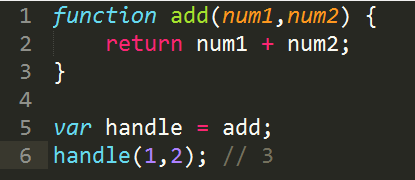 1 function add(num1,num2) {
2     return num1 + num2;
3 }
4
5 var handle = add;
6 handle(1,2); // 3